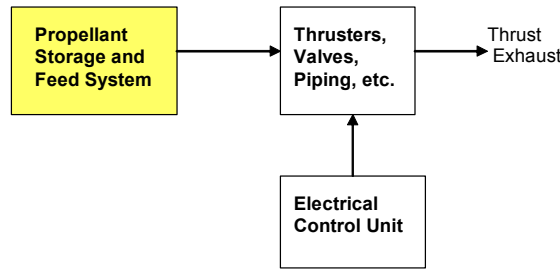 Propellant
Storage and
Feed System
Thrusters,
Valves,
Piping, etc.
Thrust
Exhaust
Electrical
Control Unit